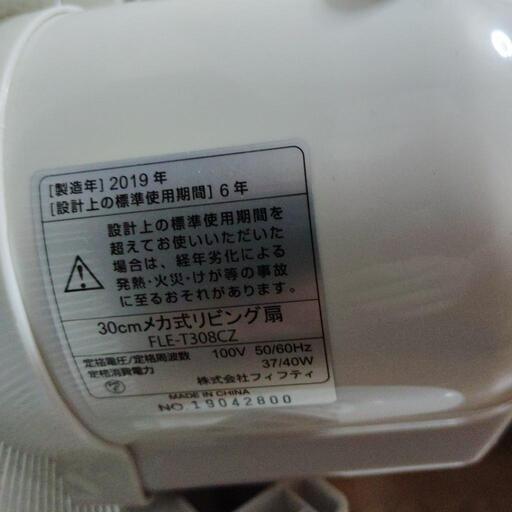 [製造年] 2019 年
[設計上の標準使用期間] 6 年
設計上の標準使用期間を
超えてお使いいただいた
場合は、経年劣化による
発熱・火災・けが等の事故
に至るおそれがあります。
30cmメカ式リビング扇
FLE-T308CZ
定格電圧/定格周波数 100V 50/60Hz
定格消費電力 37/40W
株式会社フィフティ
MADE IN CHINA
NO.19042800